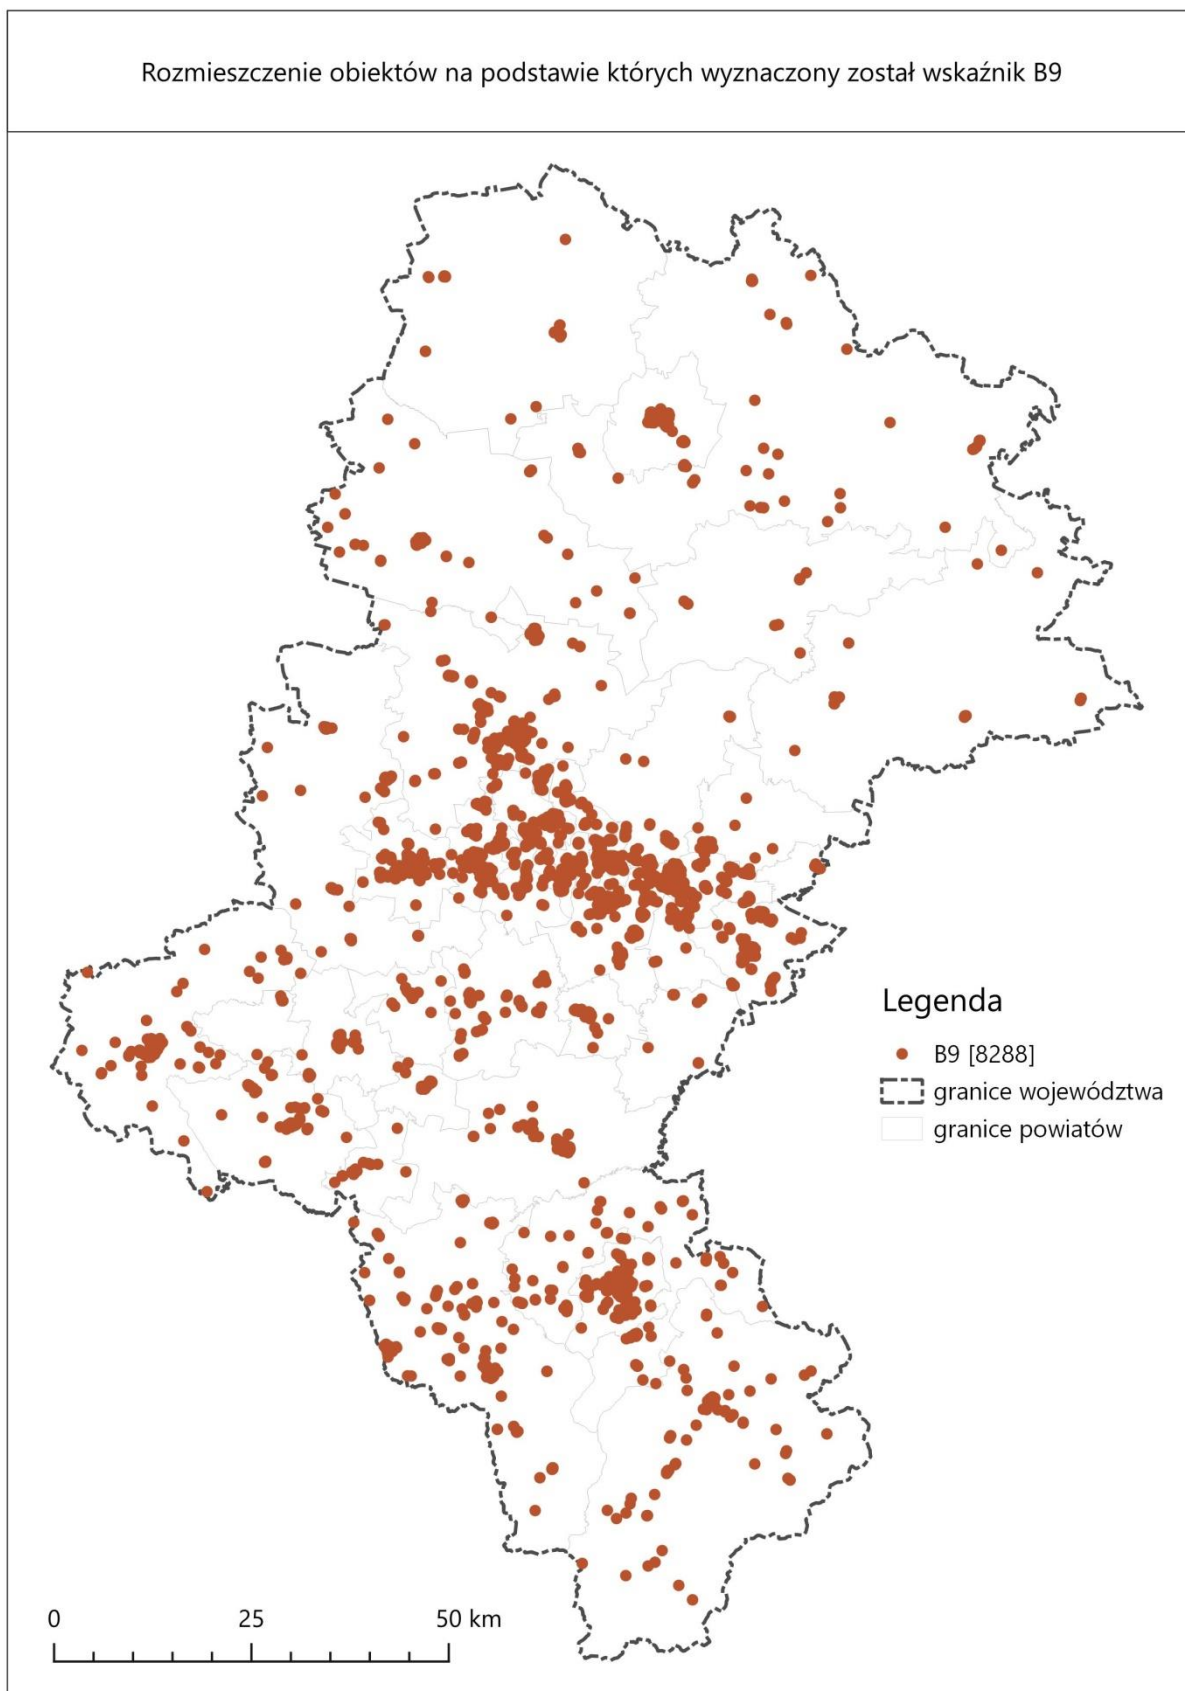 Rozmieszczenie obiektów na podstawie których wyznaczony został wskaźnik B9
Legenda
B9 [8288]
granice województwa
granice powiatów
0 25 50 km